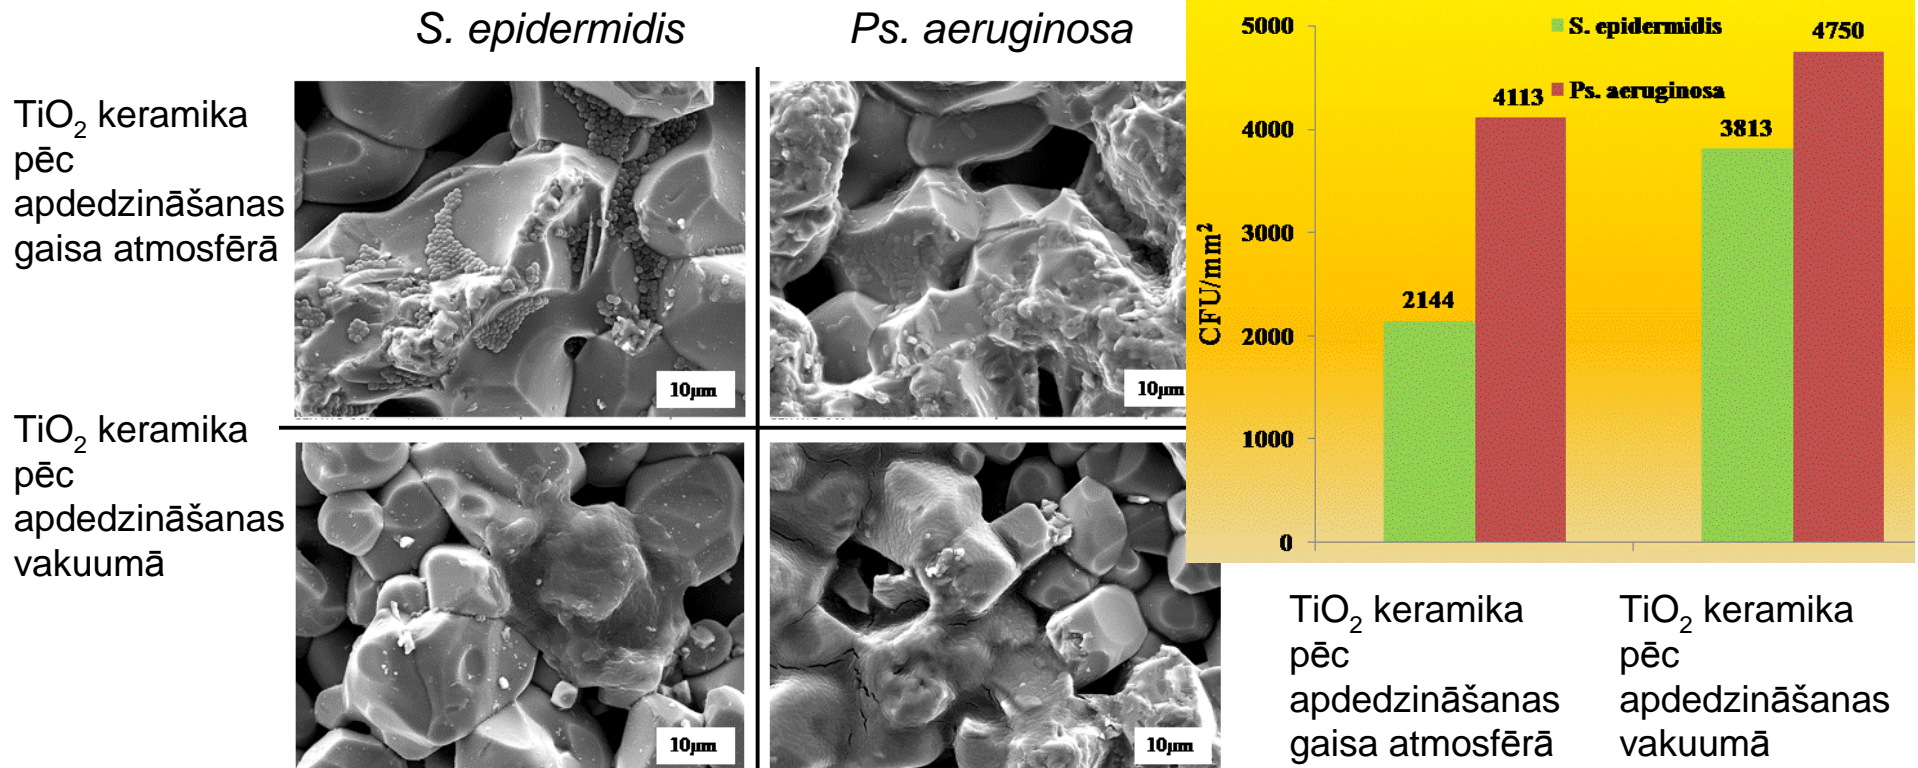 S. epidermidis
Ps. aeruginosa
TiO₂ keramika
pēc
apdedzināšanas
gaisa atmosfērā
10µm
10µm
TiO₂ keramika
pēc
apdedzināšanas
vakuumā
10µm
10µm
CFU/mm²
5000
4000
3000
2000
1000
0
S. epidermidis
Ps. aeruginosa
2144
4113
3813
4750
TiO₂ keramika
pēc
apdedzināšanas
gaisa atmosfērā
TiO₂ keramika
pēc
apdedzināšanas
vakuumā